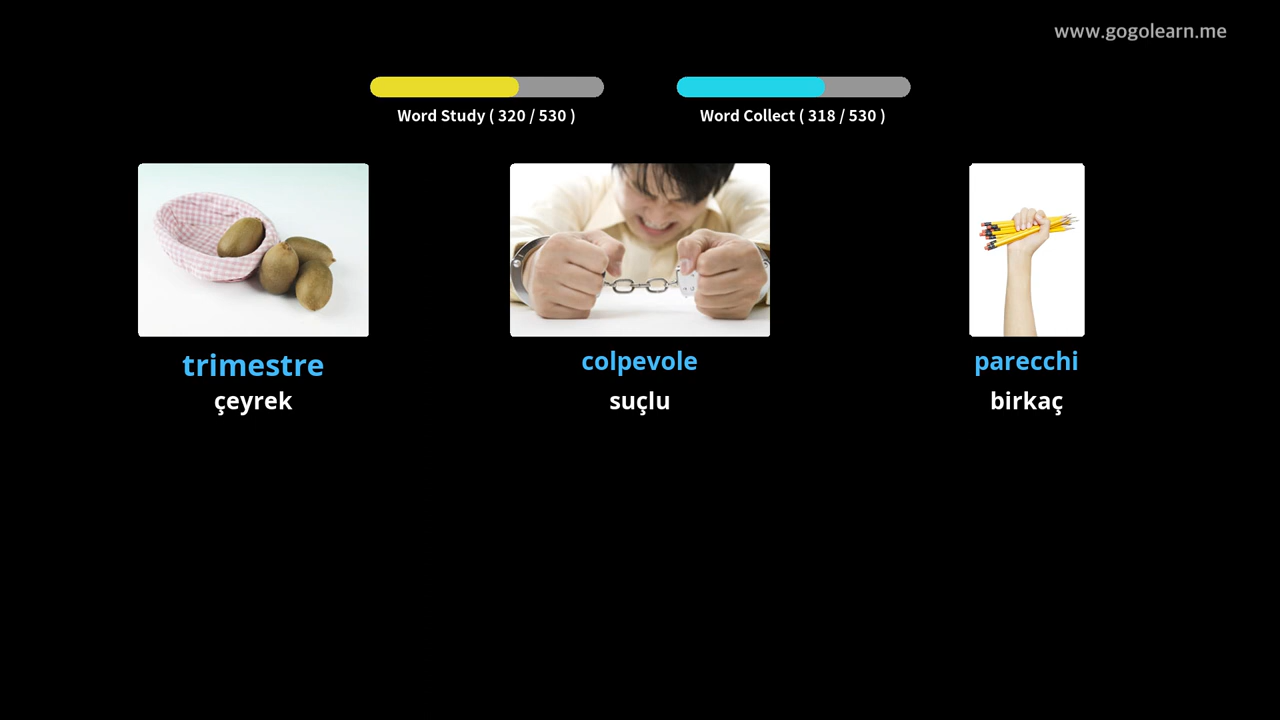 www.gogolearn.me
Word Study ( 320 / 530 )
Word Collect ( 318 / 530 )
trimestre
çeyrek
colpevole
suçlu
parecchi
birkaç